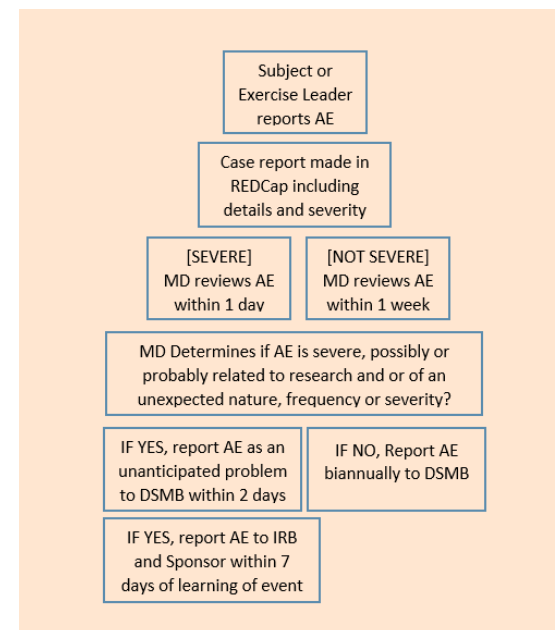 Subject or
Exercise Leader
reports AE
Case report made in
REDCap including
details and severity
[SEVERE]
MD reviews AE
within 1 day
[NOT SEVERE]
MD reviews AE
within 1 week
MD Determines if AE is severe, possibly or
probably related to research and or of an
unexpected nature, frequency or severity?
IF YES, report AE as an
unanticipated problem
to DSMB within 2 days
IF NO, Report AE
biannually to DSMB
IF YES, report AE to IRB
and Sponsor within 7
days of learning of event